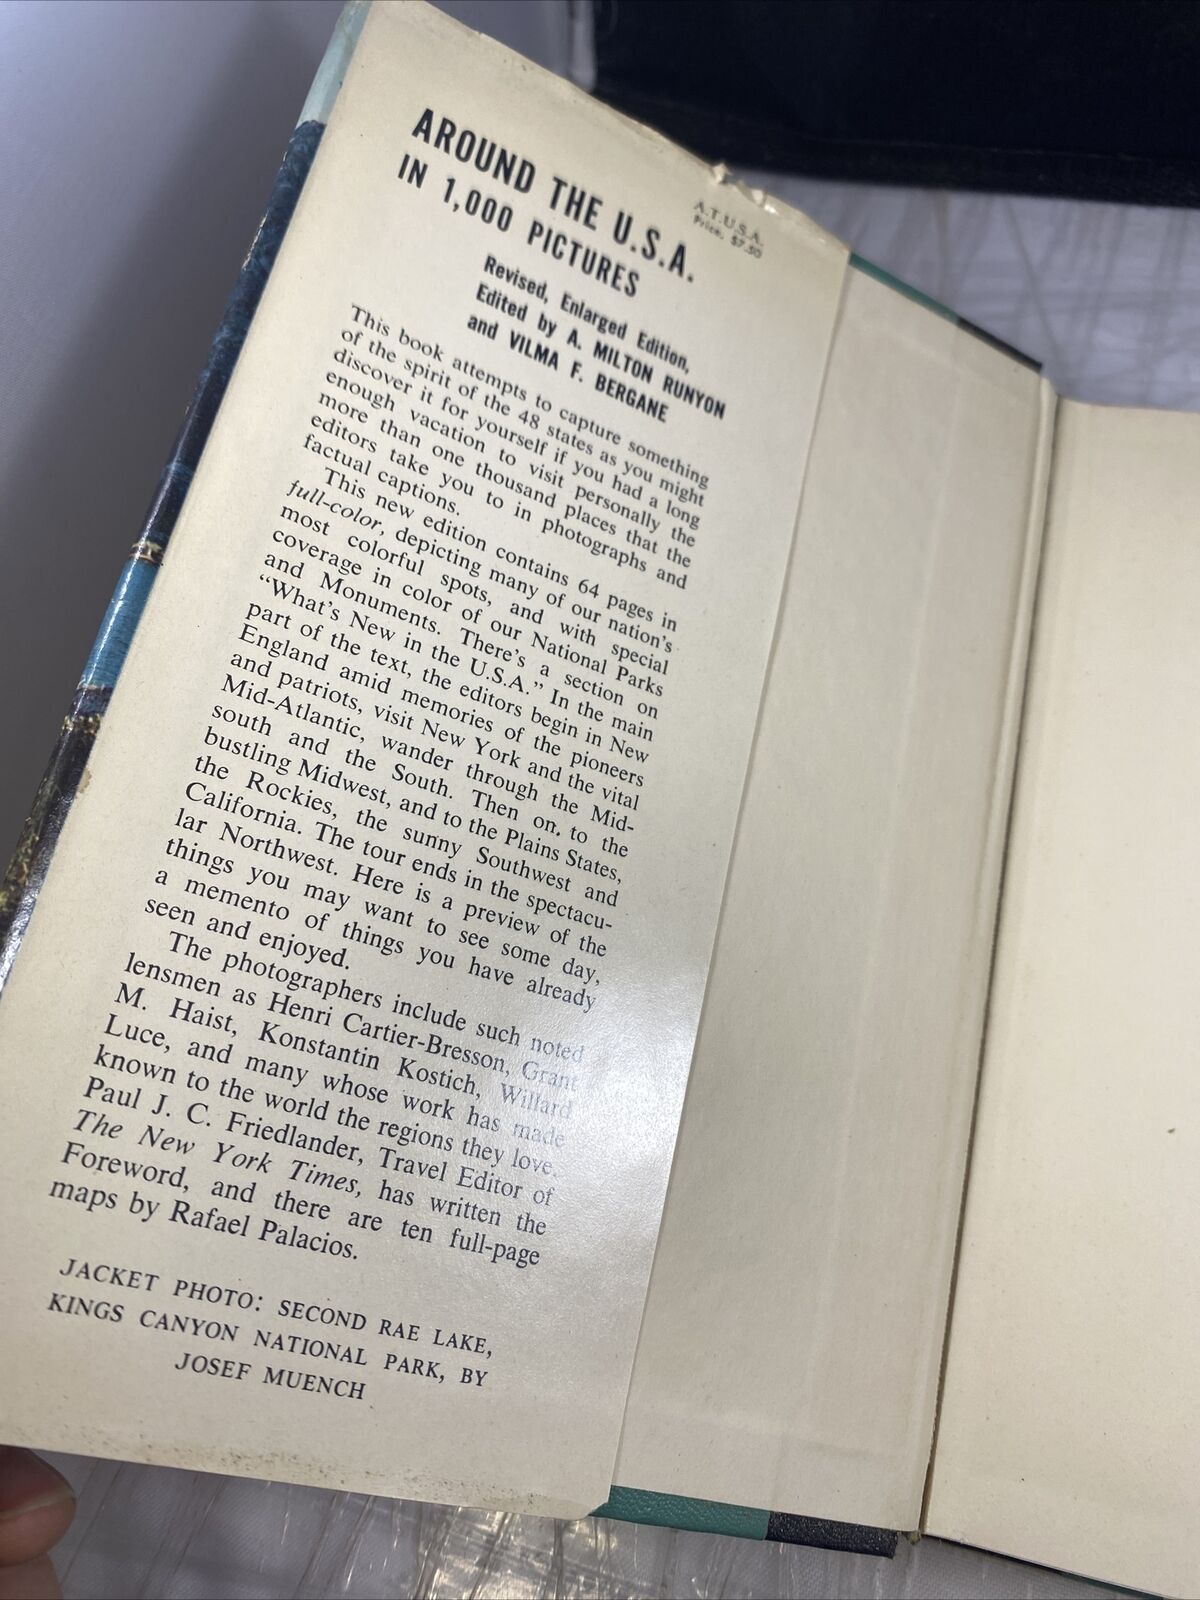 AROUND THE U.S.A.
IN 1,000 PICTURES
A.T.U.S.A.
Price, $7.50
Revised, Enlarged Edition,
Edited by A. MILTON RUNYON
and VILMA F. BERGANE
This book attempts to capture something
of the spirit of the 48 states as you might
discover it for yourself if you had a long
enough vacation to visit personally the
more than one thousand places that the
editors take you to in photographs and
factual captions.
This new edition contains 64 pages in
full-color, depicting many of our nation's
most colorful spots, and with special
coverage in color of our National Parks
and Monuments. There's a section on
"What's New in the U.S.A." In the main
part of the text, the editors begin in New
England amid memories of the pioneers
and patriots, visit New York and the vital
Mid-Atlantic, wander through the Mid-
south and the South. Then on to the
bustling Midwest, and to the Plains States,
the Rockies, the sunny Southwest and
California. The tour ends in the spectacu-
lar Northwest. Here is a preview of the
things you may want to see some day,
a memento of things you have already
seen and enjoyed.
The photographers include such noted
lensmen as Henri Cartier-Bresson, Grant
M. Haist, Konstantin Kostich, Willard
Luce, and many whose work has made
known to the world the regions they love.
Paul J. C. Friedlander, Travel Editor of
The New York Times, has written the
Foreword, and there are ten full-page
maps by Rafael Palacios.
JACKET PHOTO: SECOND RAE LAKE,
KINGS CANYON NATIONAL PARK, BY
JOSEF MUENCH